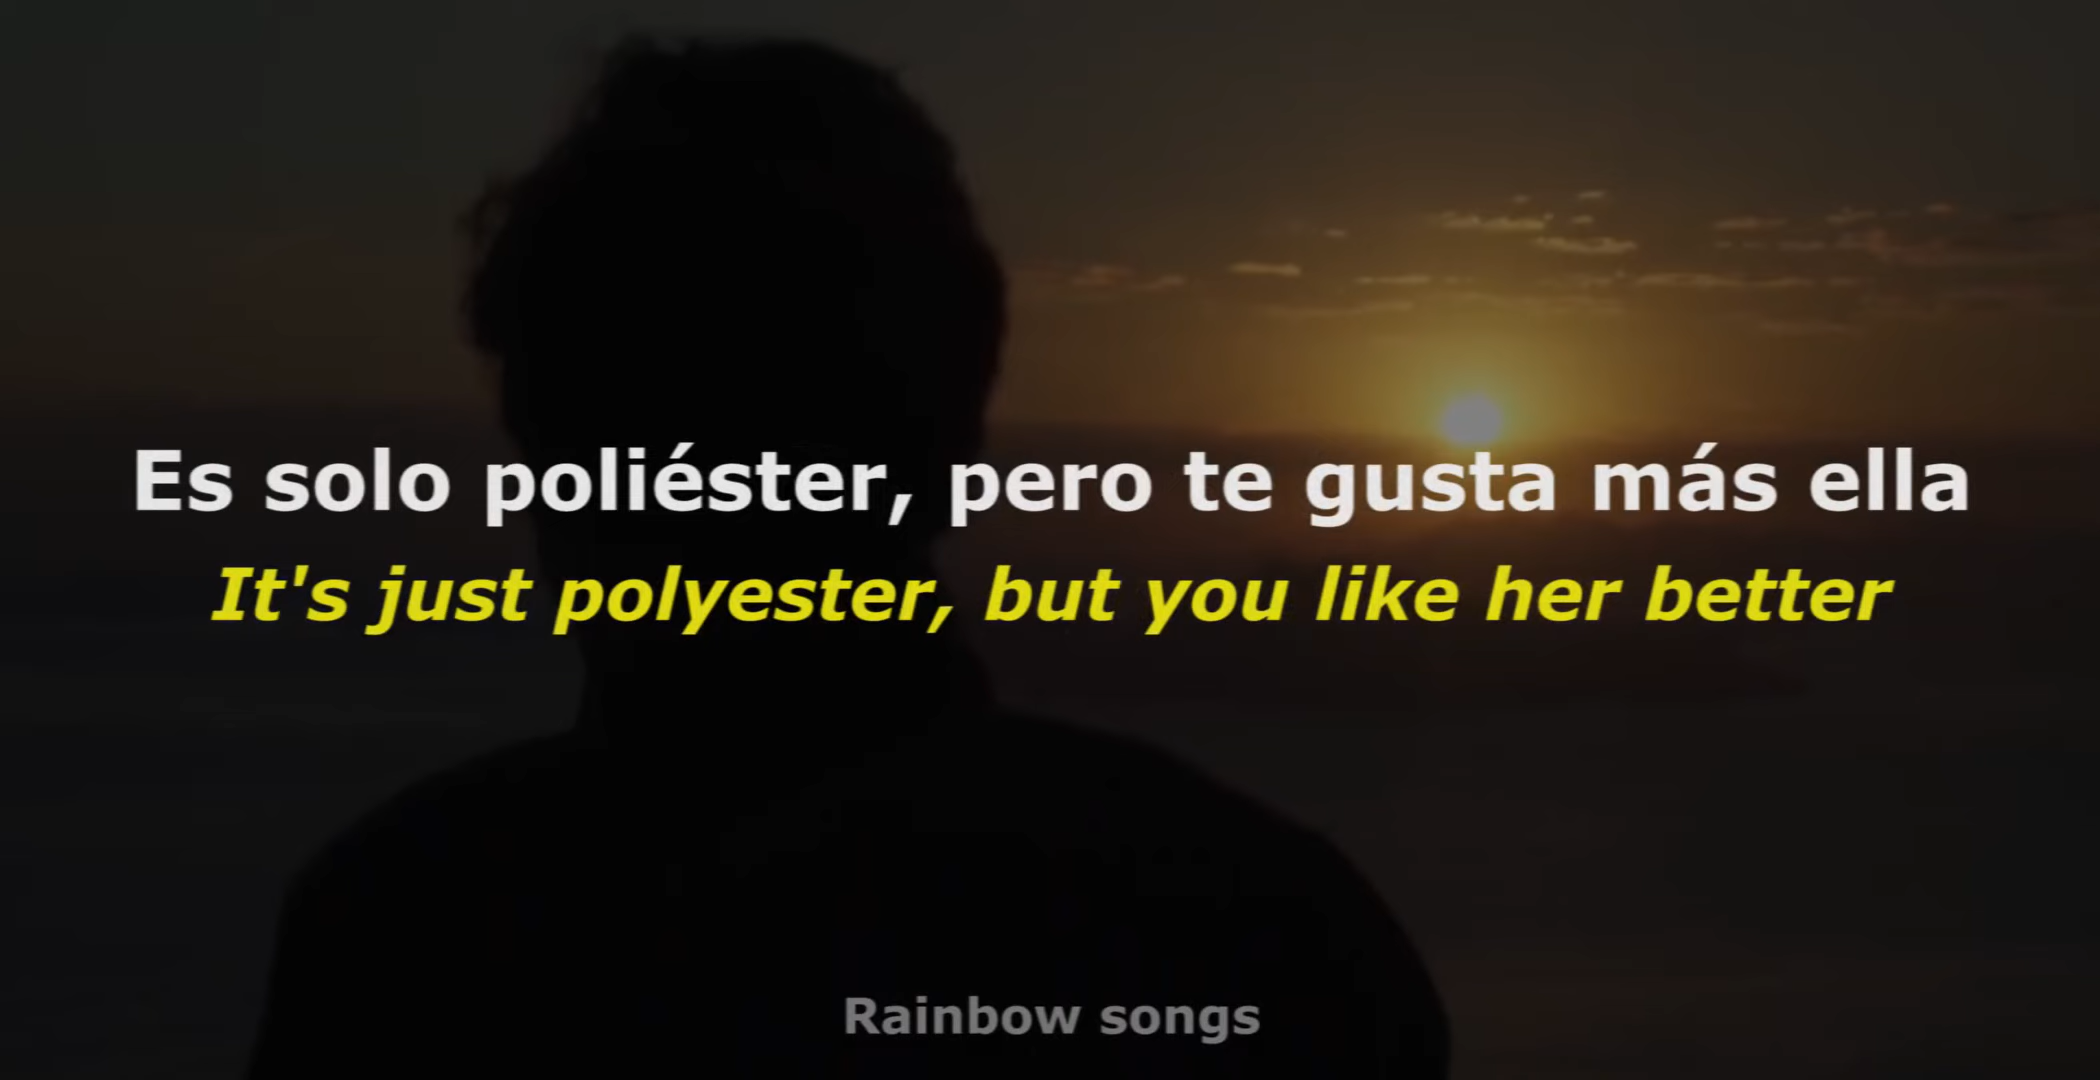 Es solo poliéster, pero te gusta más ella
It's just polyester, but you like her better
Rainbow songs